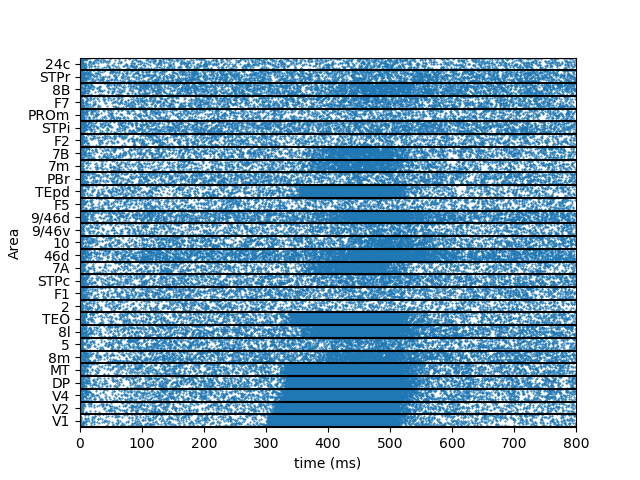 24c
STPr
8B
F7
PROm
STPi
F2
7B
7m
PBr
TEpd
F5
9/46d
9/46v
10
46d
7A
STPc
F1
2
TEO
8l
5
8m
MT
DP
V4
V2
V1
Area
0 100 200 300 400 500 600 700 800
time (ms)